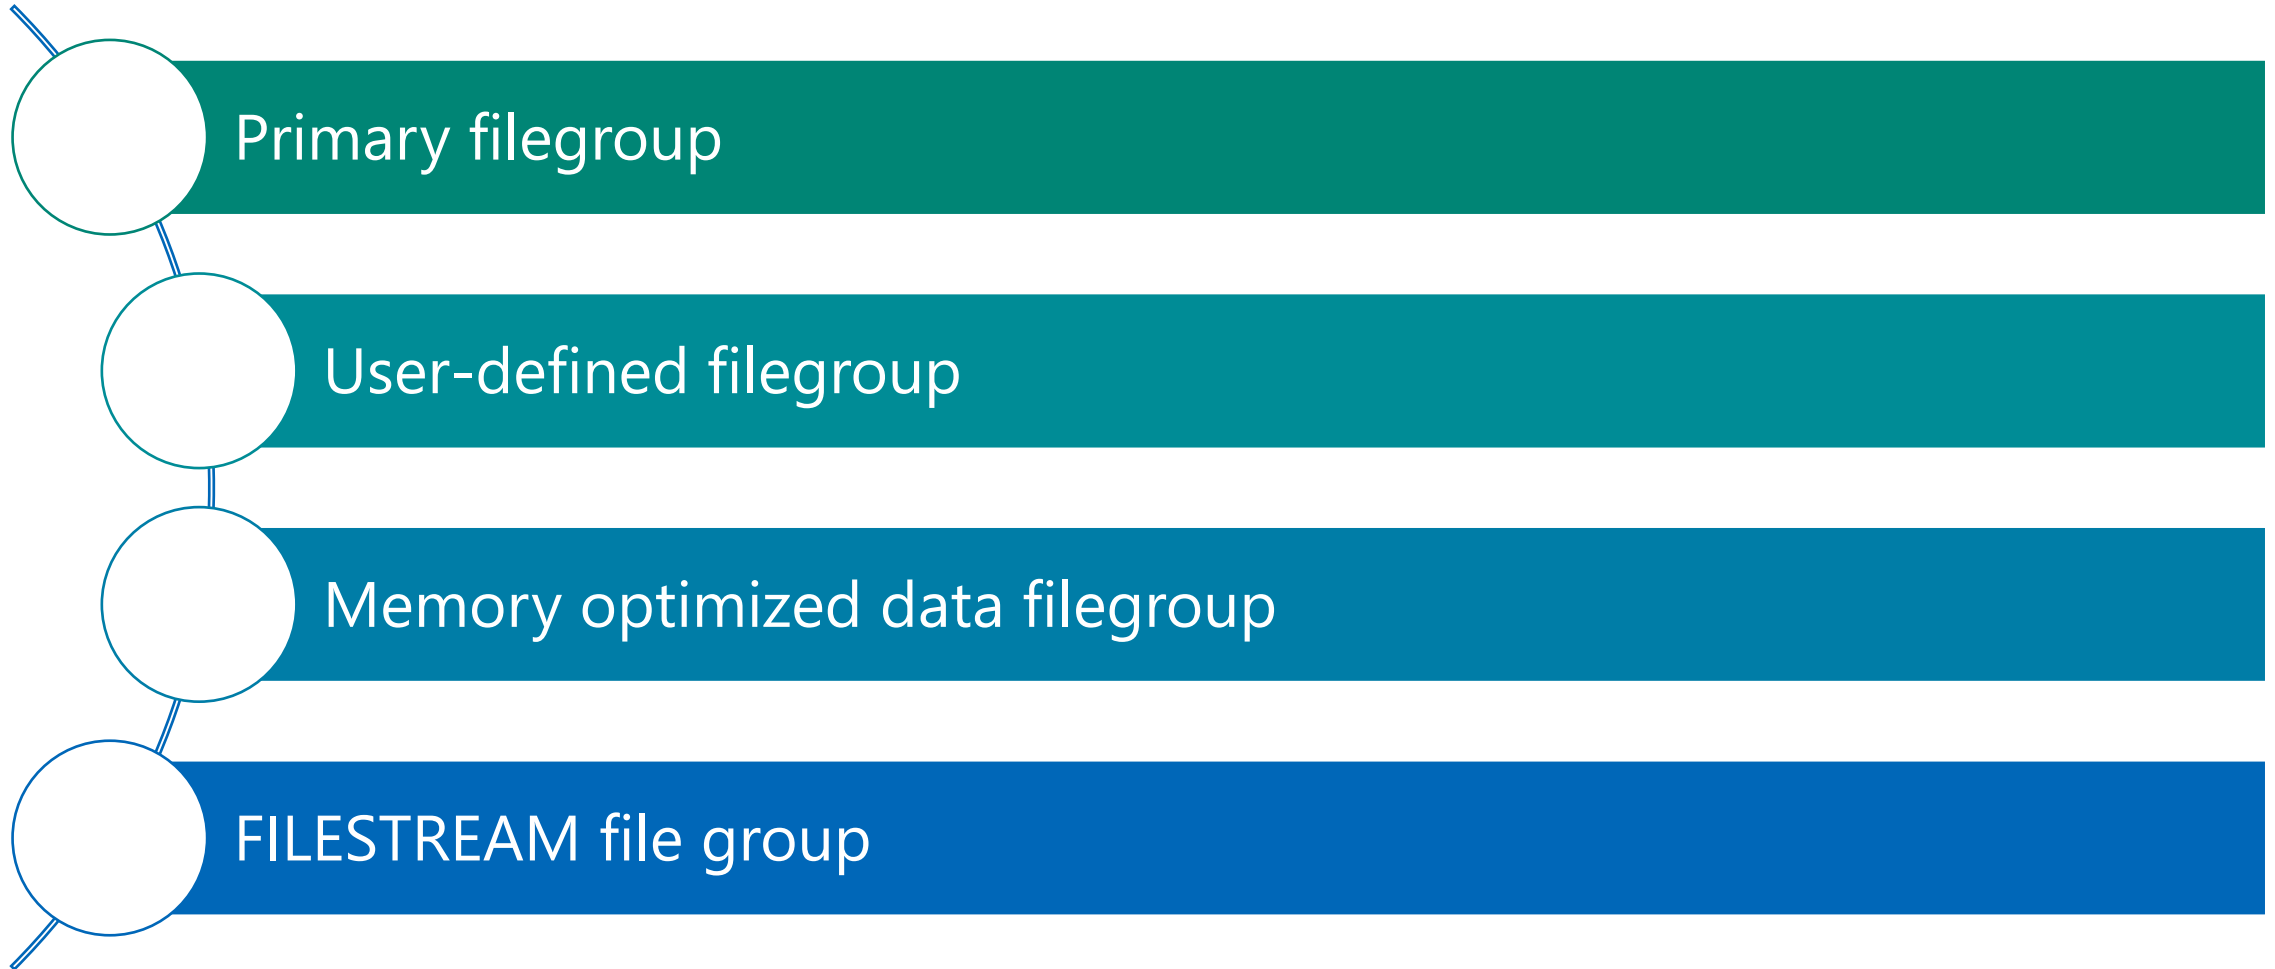 Primary filegroup
User-defined filegroup
Memory optimized data filegroup
FILESTREAM file group